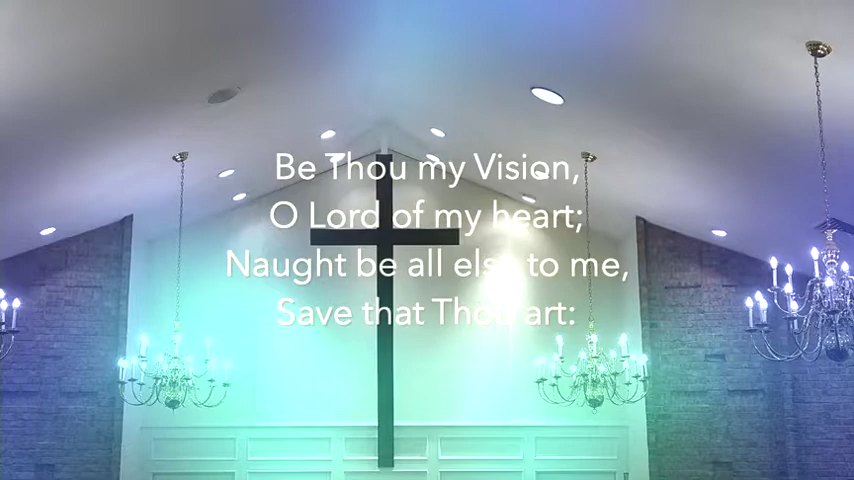 Be Thou my Vision,
O Lord of my heart;
Naught be all else to me,
Save that Thou art: